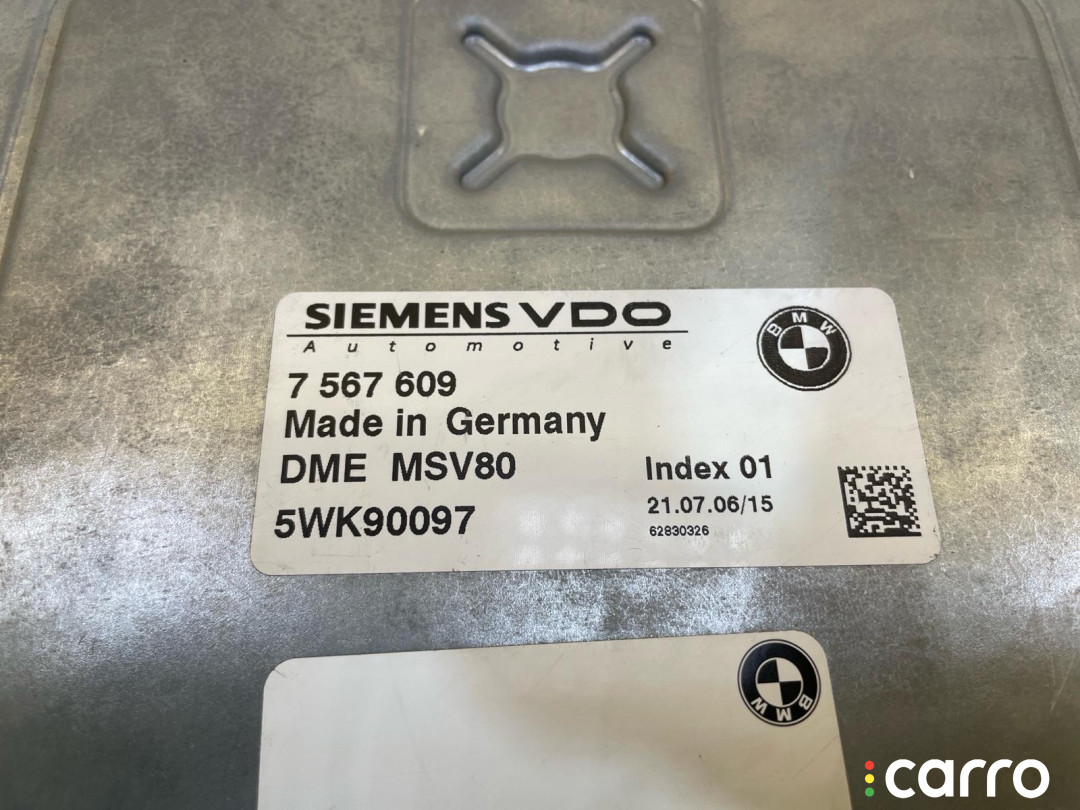 SIEMENS VDO
Automotive
BMW
7 567 609
Made in Germany
DME MSV80
Index 01
5WK90097
21.07.06/15
62830326
BMW
carro